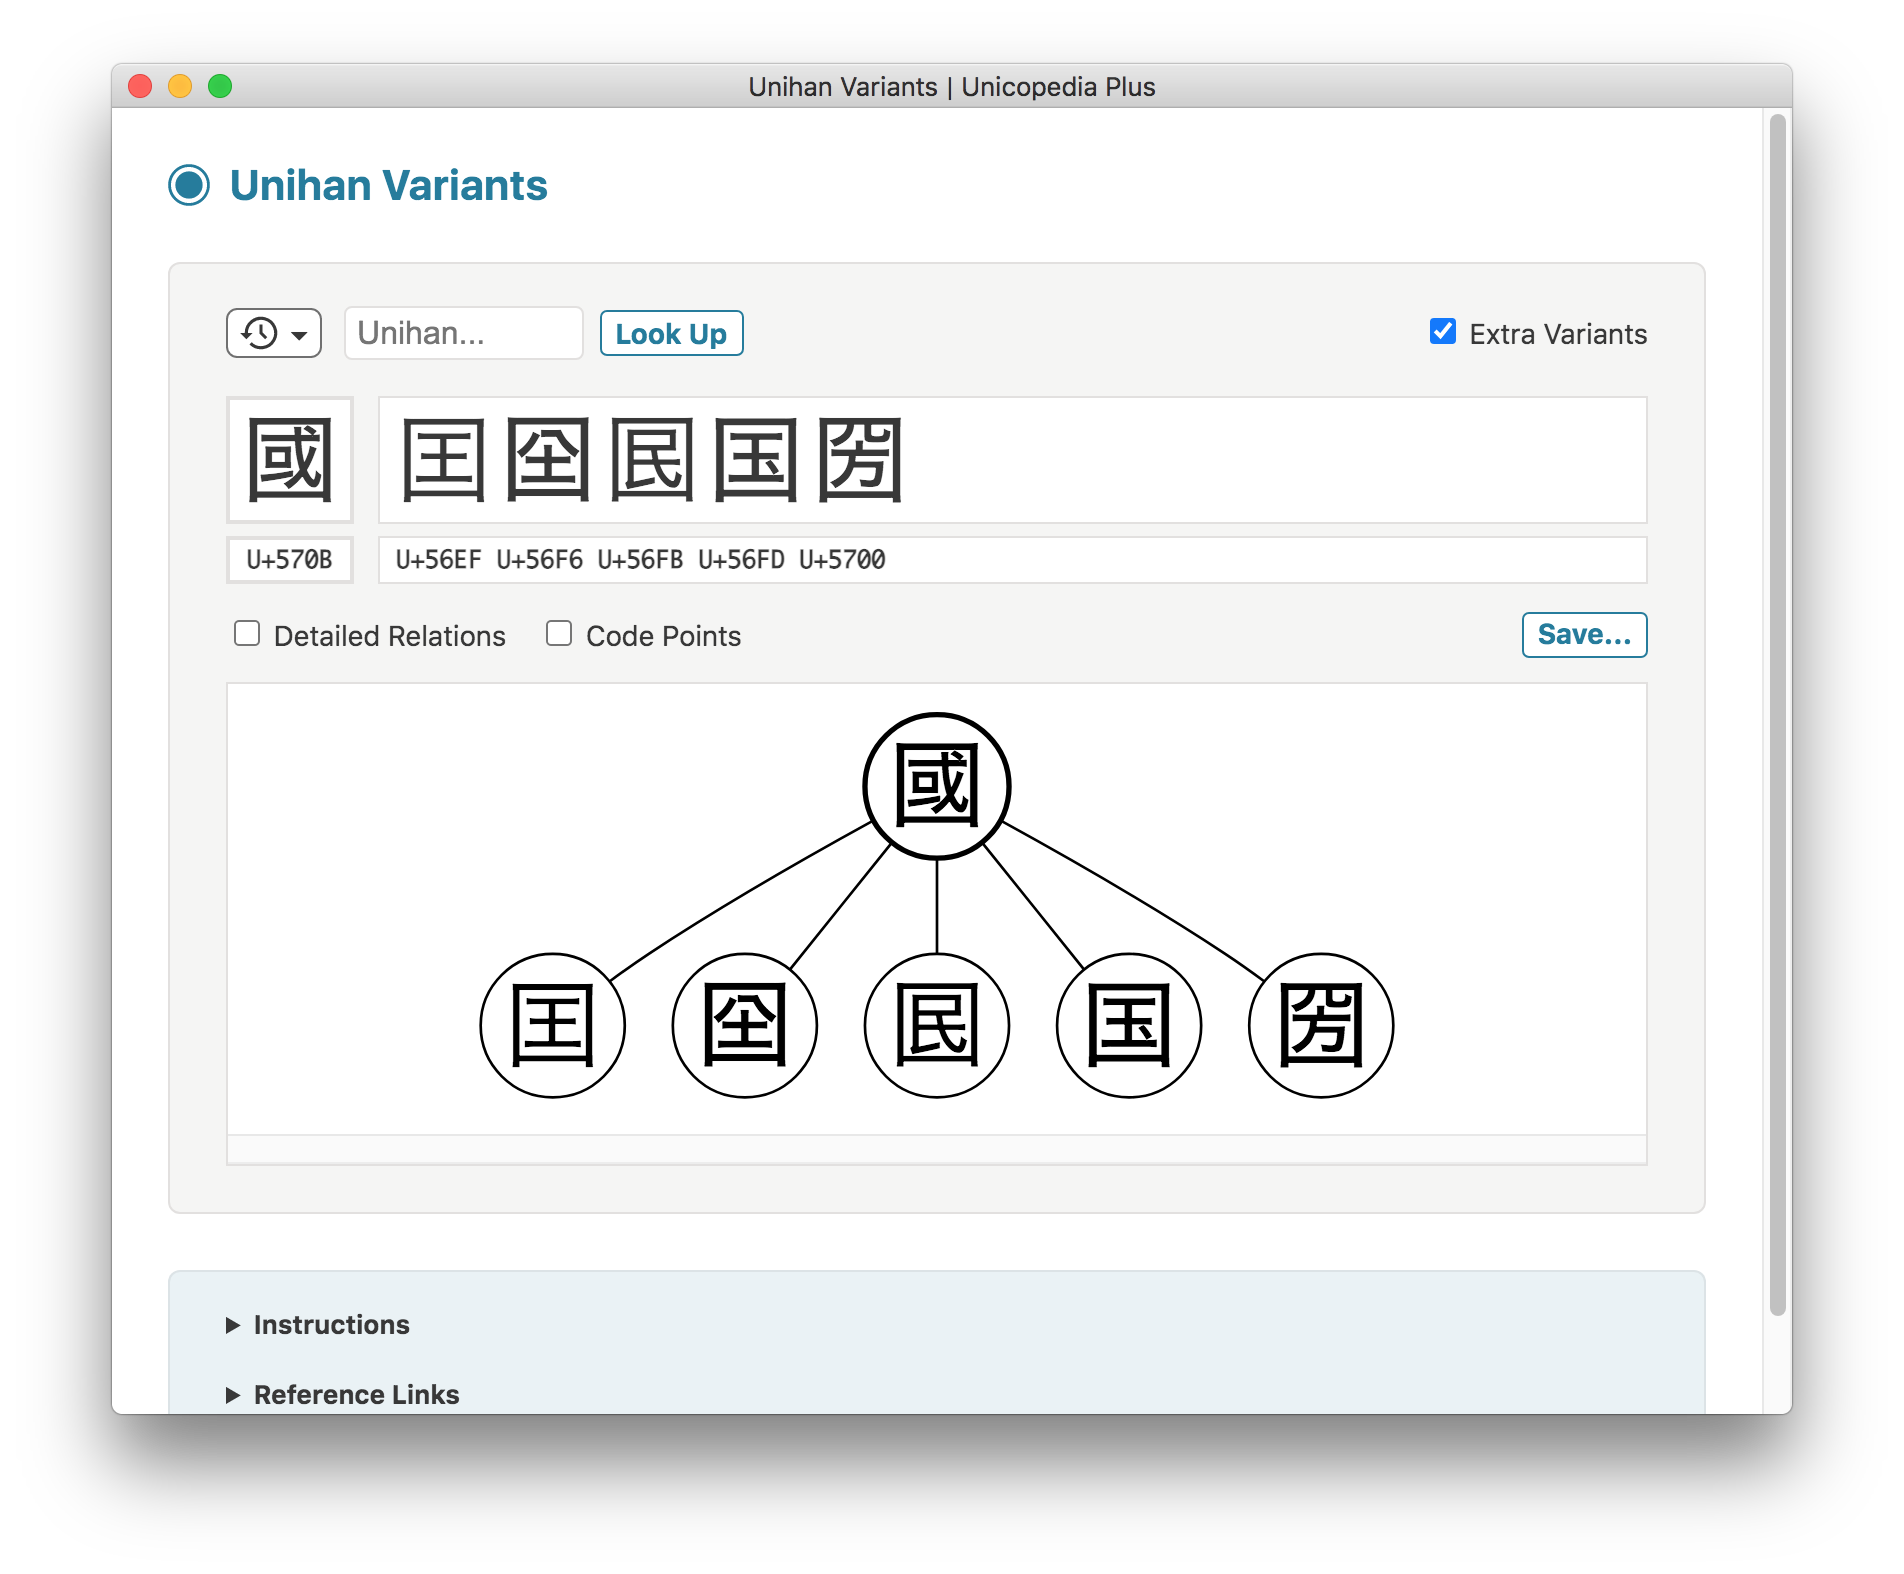 Unihan Variants | Unicopedia Plus
Unihan Variants
Unihan... Look Up Extra Variants
國 囯 囶 囻 国 圀
U+570B U+56EF U+56F6 U+56FB U+56FD U+5700
Detailed Relations Code Points Save...
國
囯 囶 囻 国 圀
Instructions
Reference Links